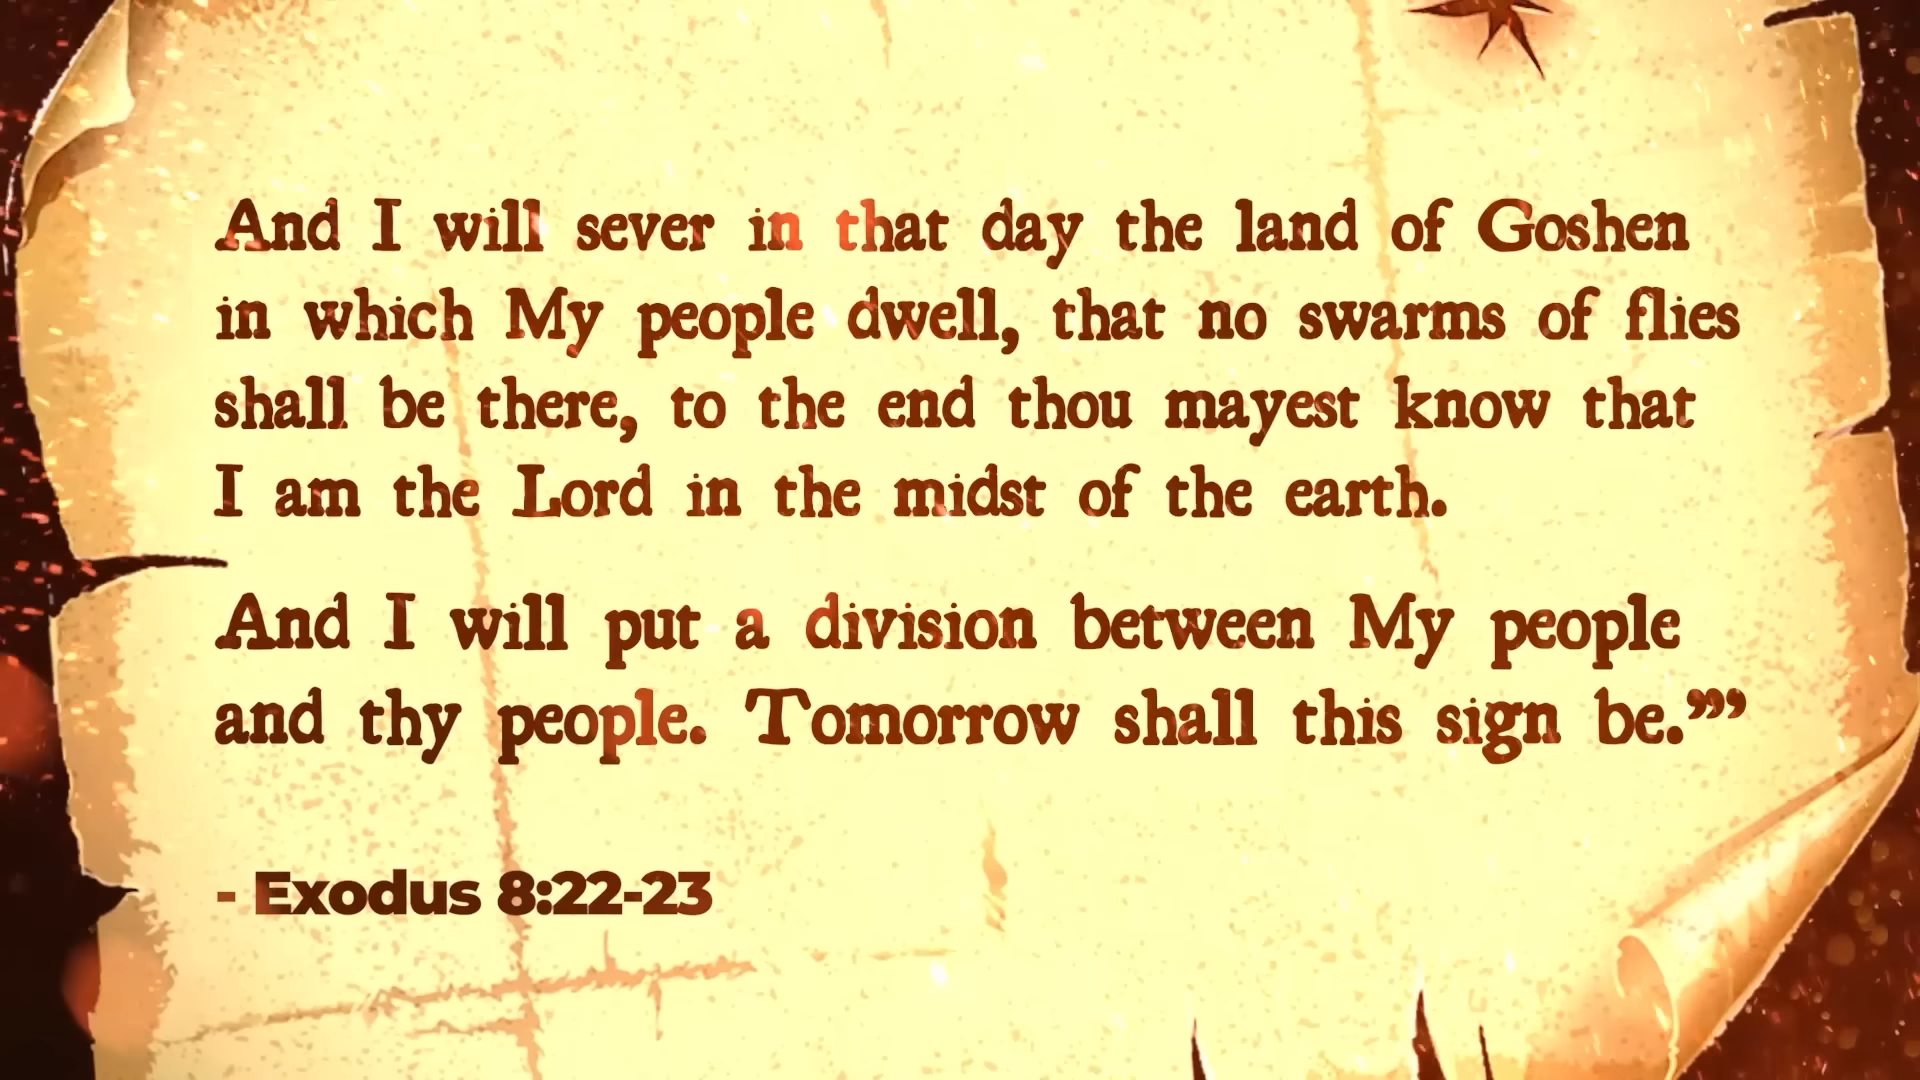 And I will sever in that day the land of Goshen
in which My people dwell, that no swarms of flies
shall be there, to the end thou mayest know that
I am the Lord in the midst of the earth.
And I will put a division between My people
and thy people. Tomorrow shall this sign be.”’
- Exodus 8:22-23